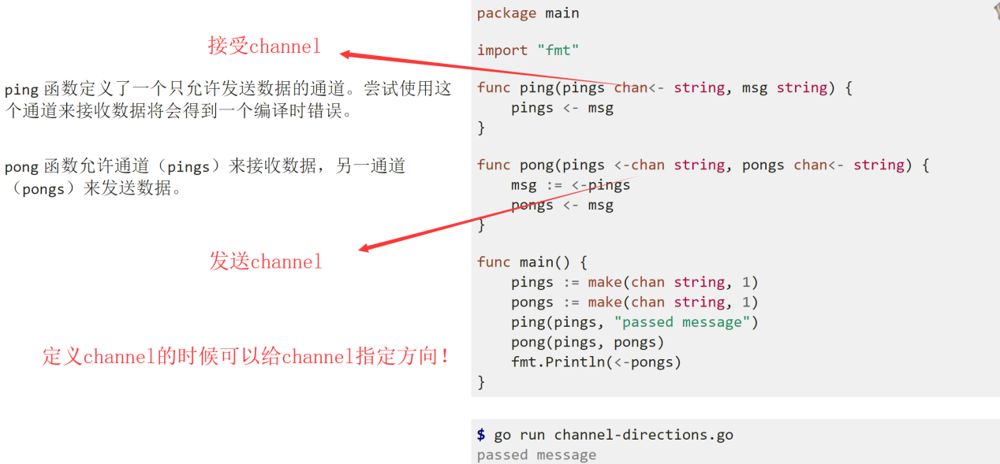 接受channel
ping 函数定义了一个只允许发送数据的通道。尝试使用这
个通道来接收数据将会得到一个编译时错误。
pong 函数允许通道（pings）来接收数据，另一通道
（pongs）来发送数据。
发送channel
定义channel的时候可以给channel指定方向！
package main
import "fmt"
func ping(pings chan<- string, msg string) {
    pings <- msg
}
func pong(pings <-chan string, pongs chan<- string) {
    msg := <-pings
    pongs <- msg
}
func main() {
    pings := make(chan string, 1)
    pongs := make(chan string, 1)
    ping(pings, "passed message")
    pong(pings, pongs)
    fmt.Println(<-pongs)
}
$ go run channel-directions.go
passed message